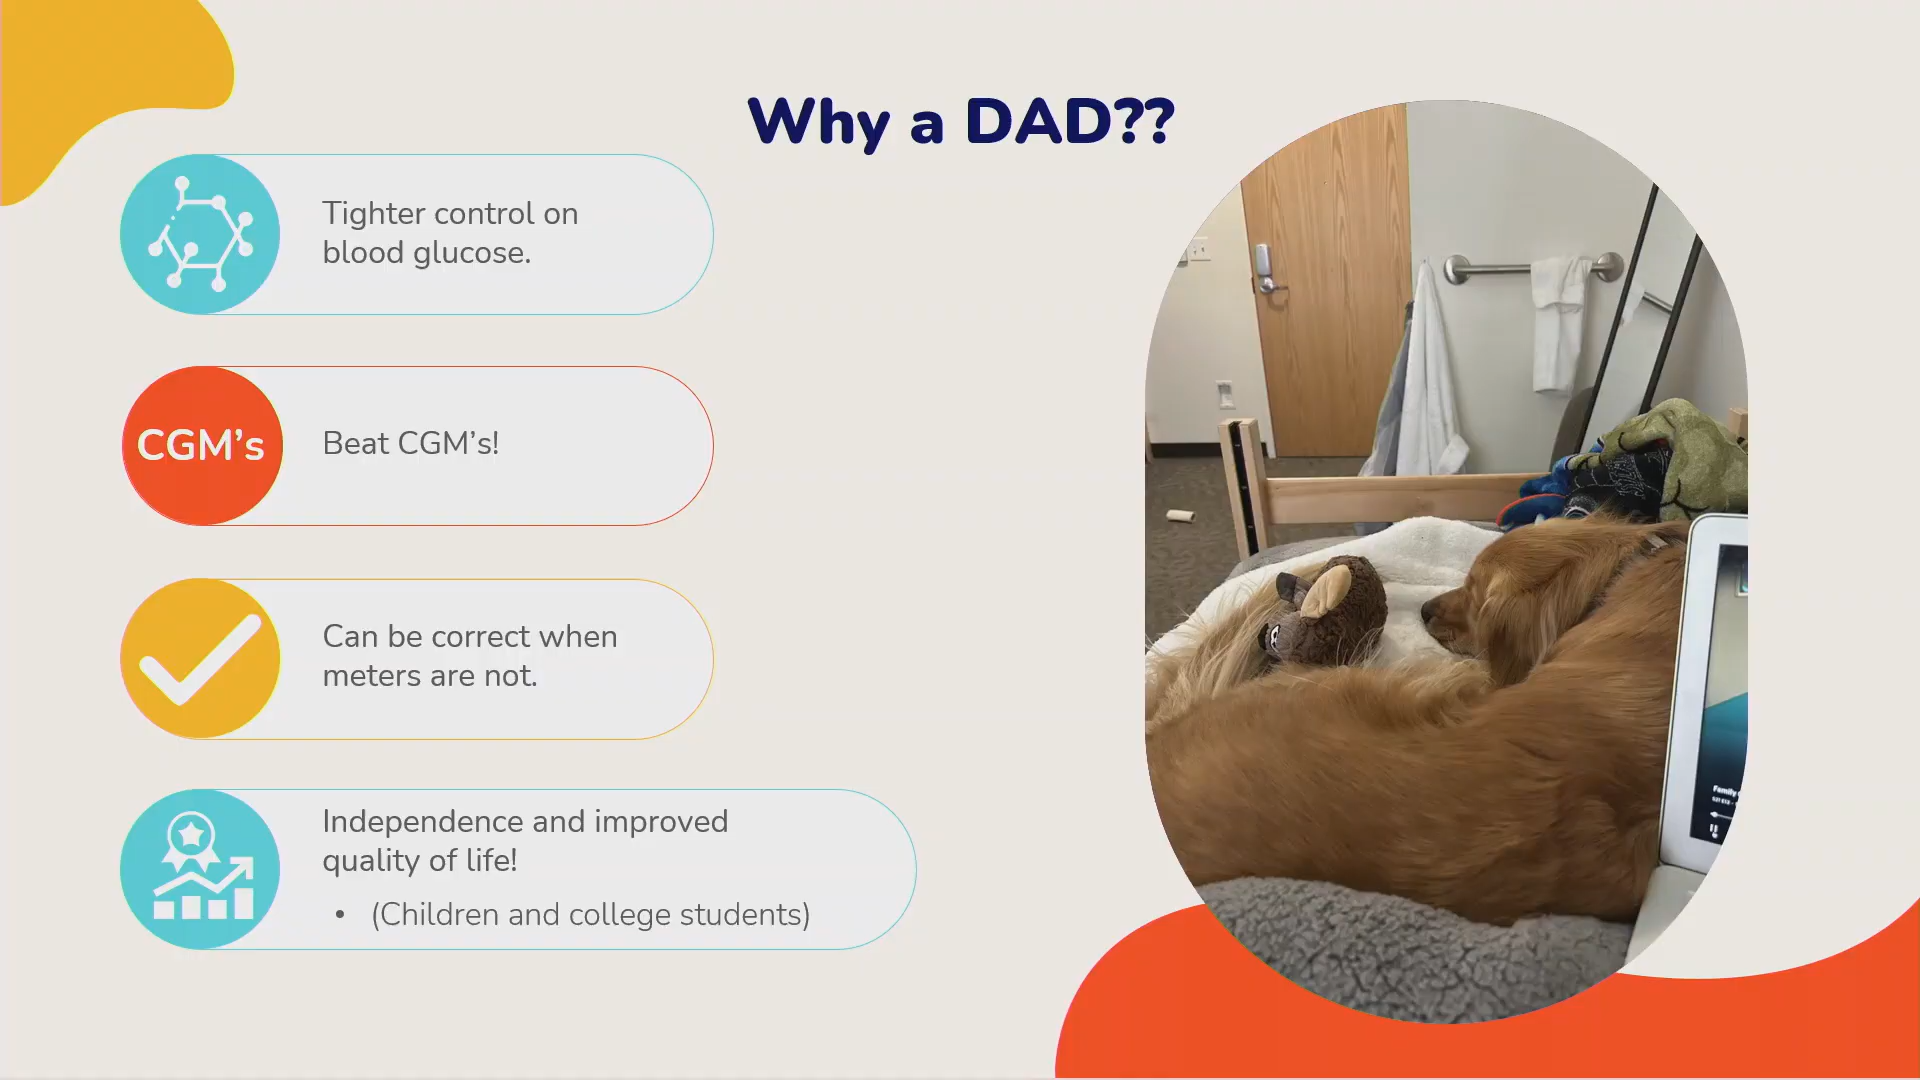 Why a DAD??
Tighter control on
blood glucose.
CGM's
Beat CGM’s!
Can be correct when
meters are not.
Independence and improved
quality of life!
• (Children and college students)
Family